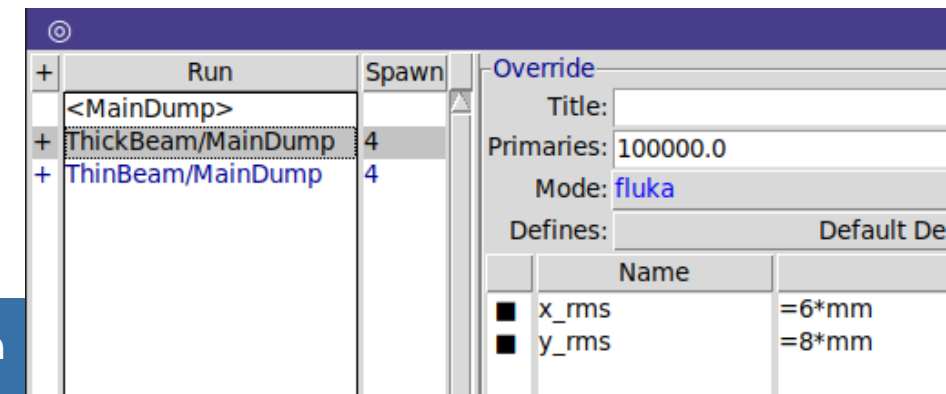 + Run Spawn
<MainDump>
+ ThickBeam/MainDump 4
+ ThinBeam/MainDump 4
Override
Title:
Primaries: 100000.0
Mode: fluka
Defines: Default De
Name
■ x_rms =6*mm
■ y_rms =8*mm